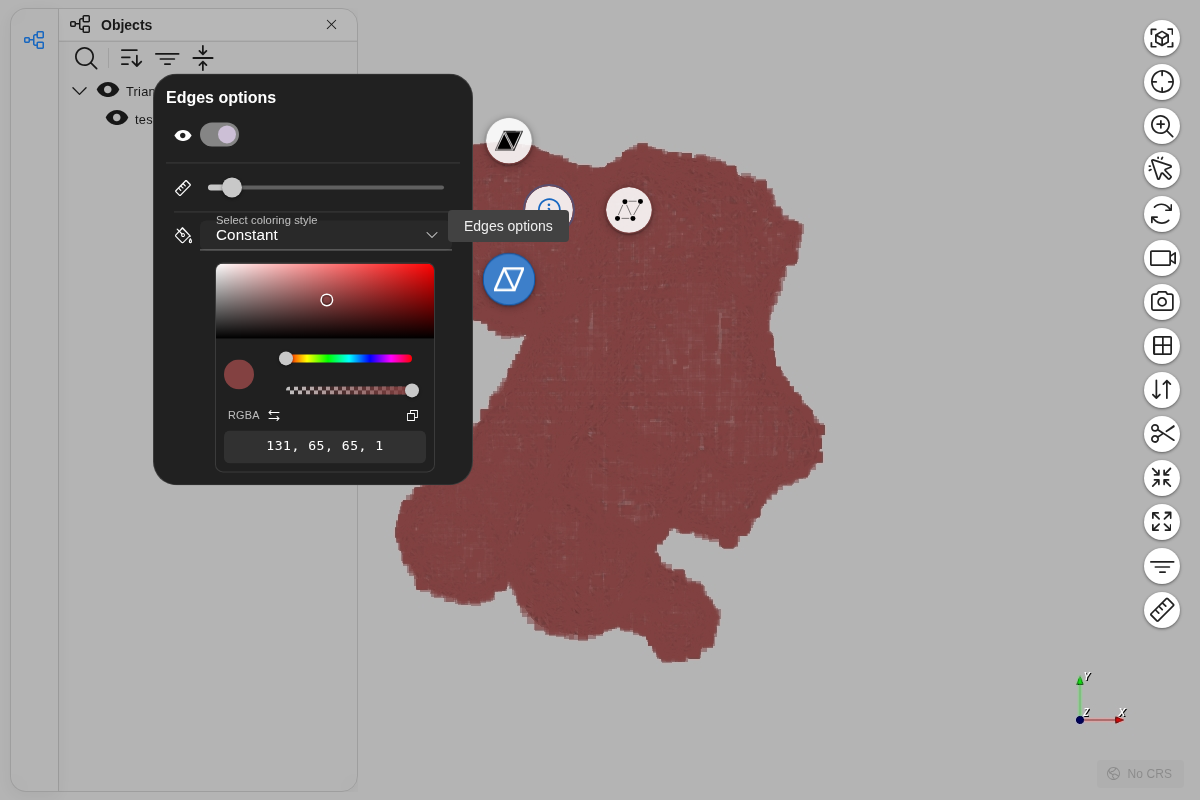 Objects
Trian
tes
Edges options
Select coloring style
Constant
Edges options
RGBA
131, 65, 65, 1
Y
Z
X
No CRS